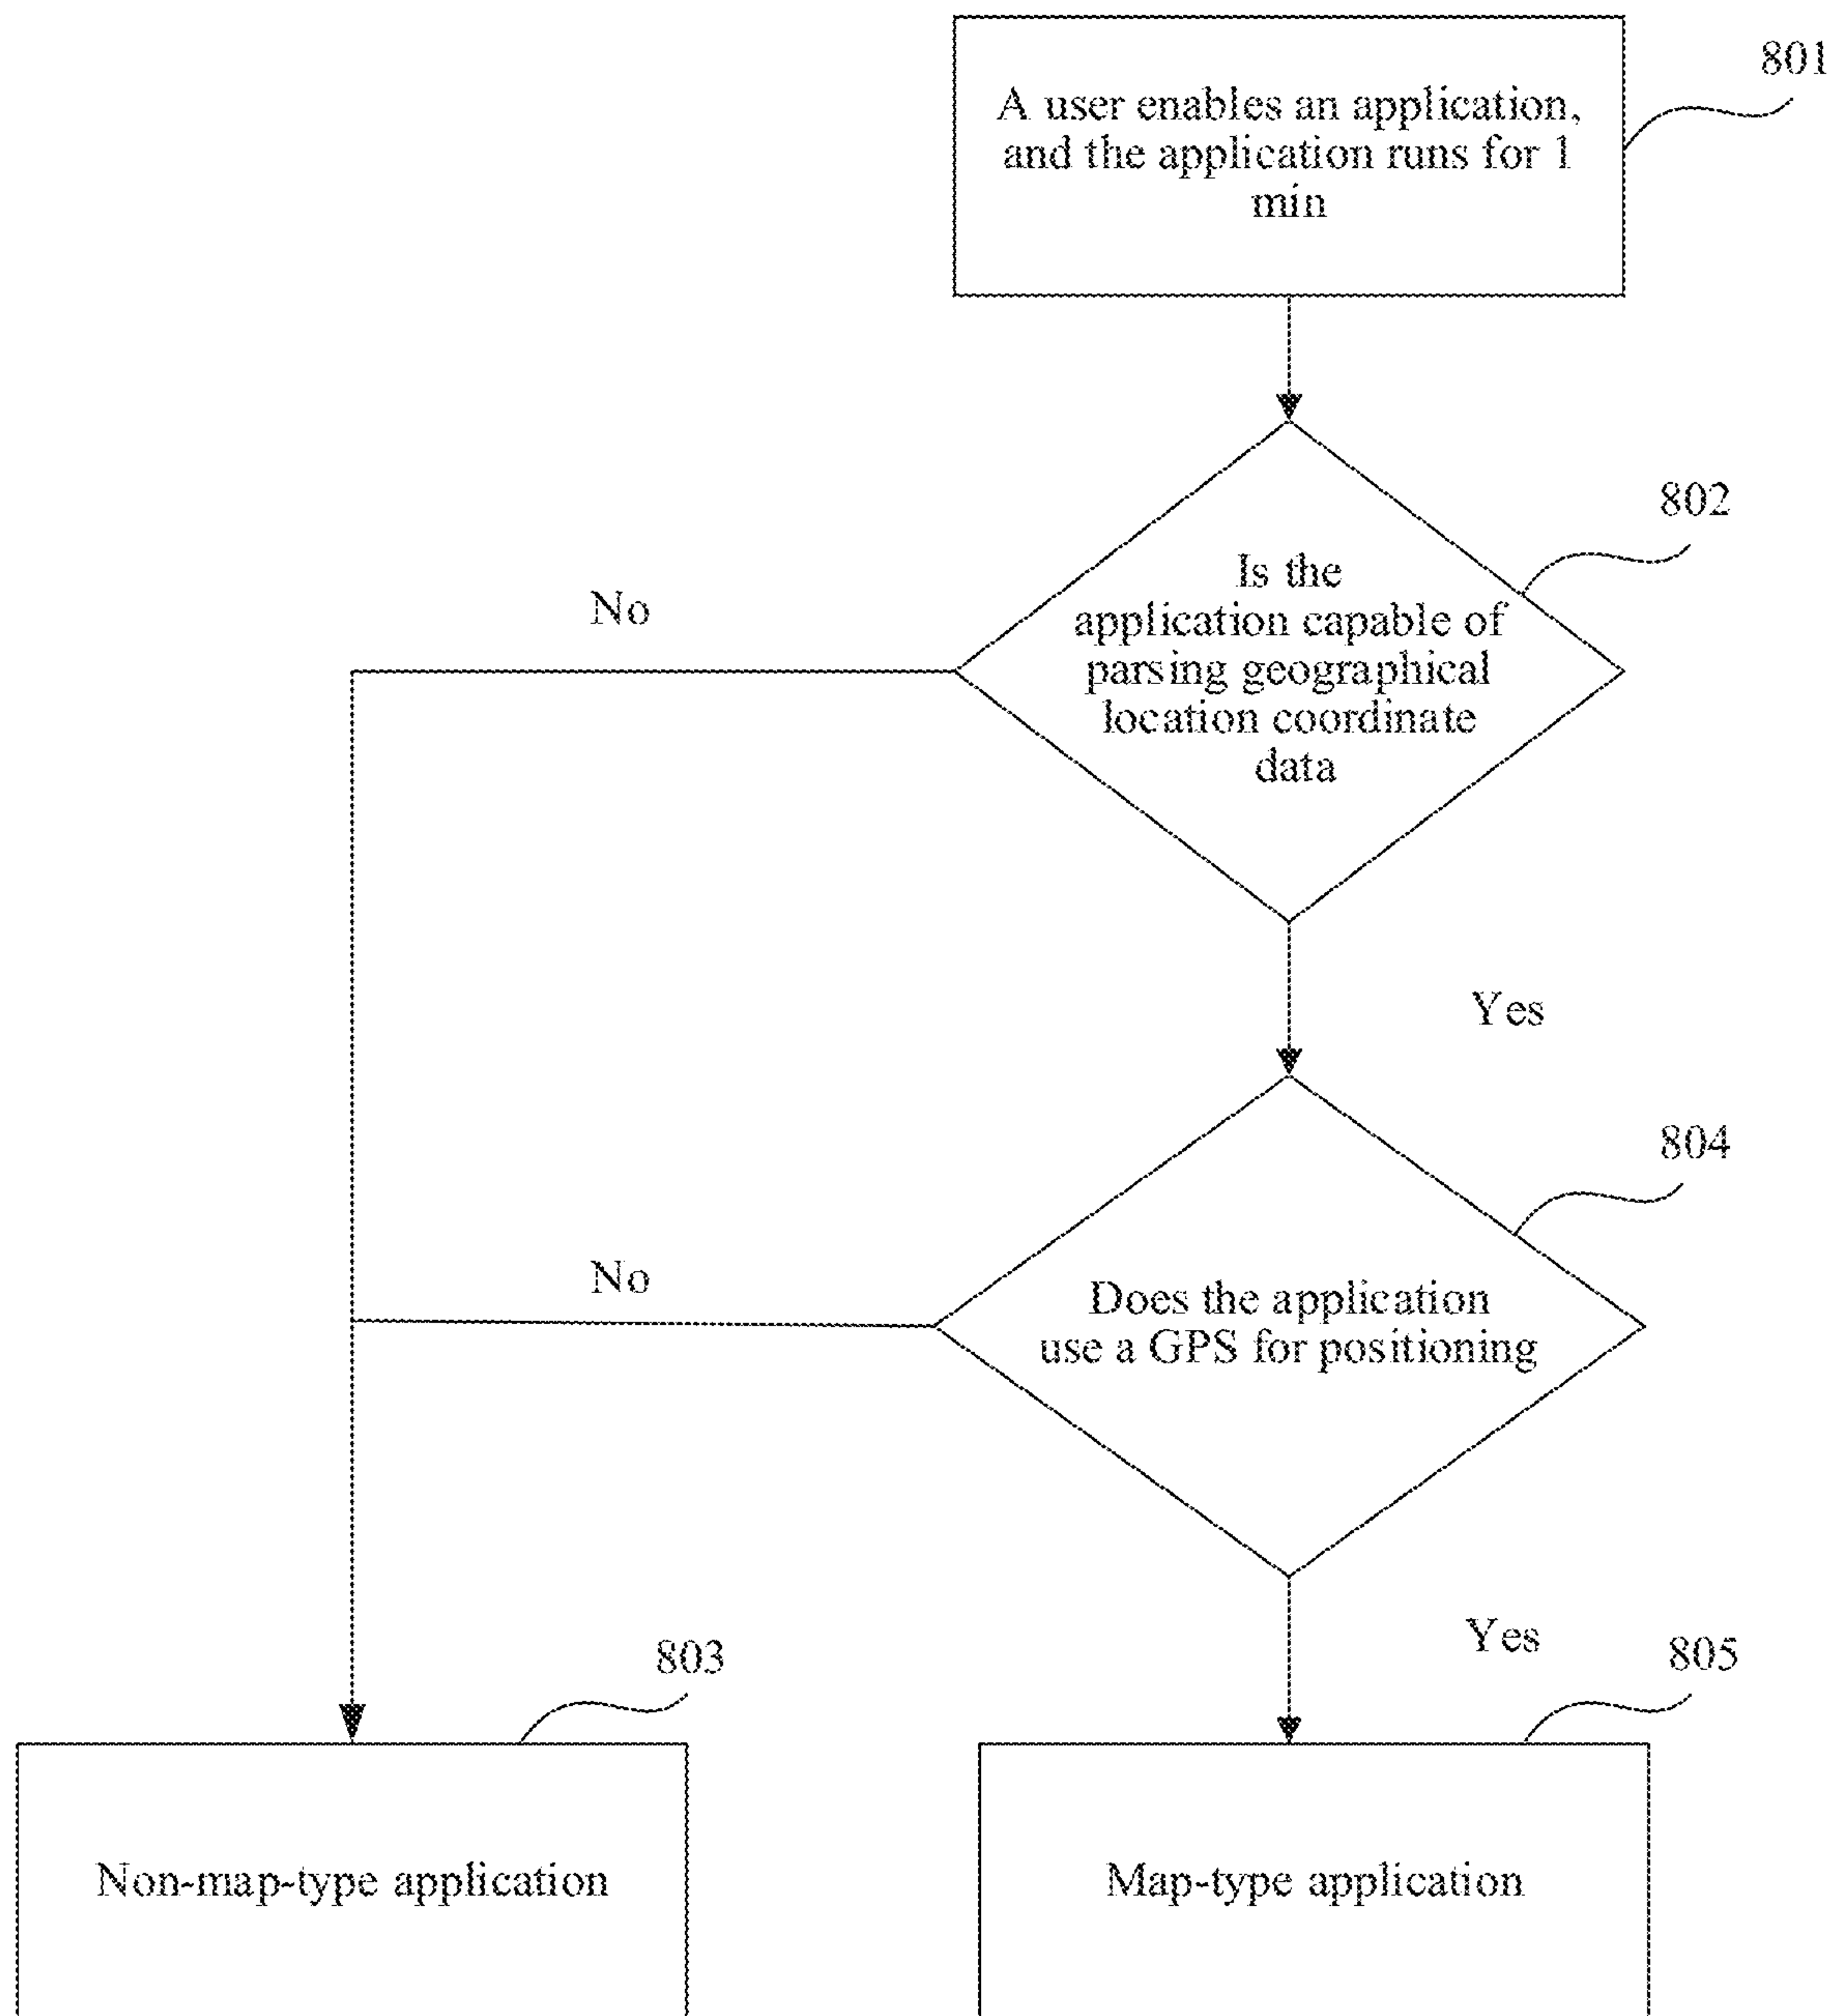 801
A user enables an application,
and the application runs for 1
min
802
Is the
application capable of
parsing geographical
location coordinate
data
No
Yes
804
Does the application
use a GPS for positioning
No
Yes
803
805
Non-map-type application
Map-type application